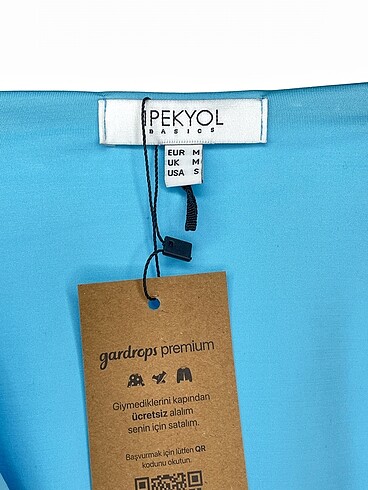 IPEKYOL
BASICS
EUR M
UK M
USA S
gardrops premium
Giymediklerini kapından
ücretsiz alalım
senin için satalım.
Başvurmak için lütfen QR
kodunu okutun.